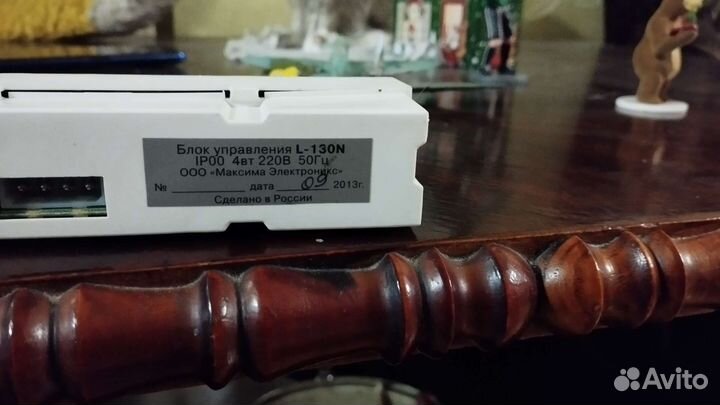 Блок управления L-130N
IP00 4вт 220В 50Гц
ООО «Максима Электроникс»
№ дата 09 2013г.
Сделано в России
Avito